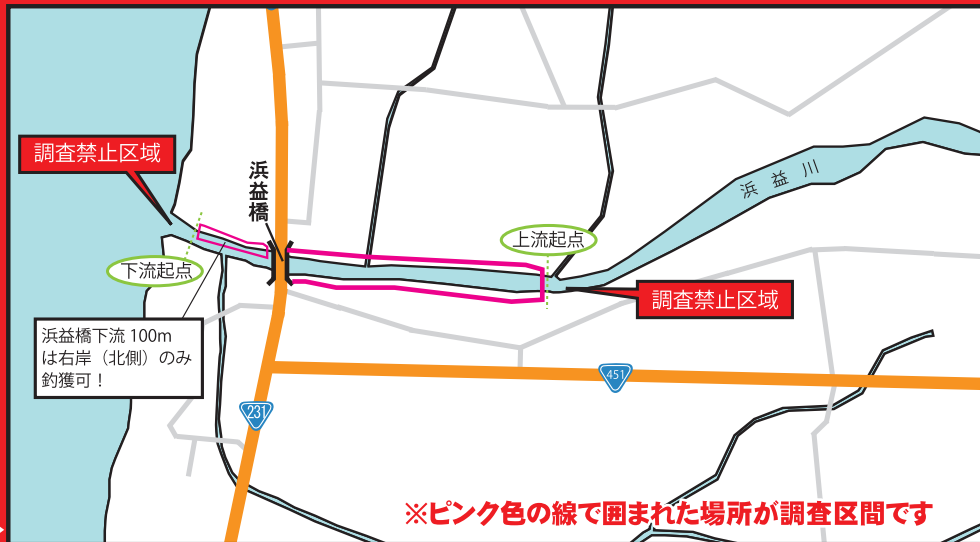 調査禁止区域
浜益橋
浜益川
上流起点
下流起点
調査禁止区域
浜益橋下流 100m
は右岸（北側）のみ
釣獲可！
451
231
※ピンク色の線で囲まれた場所が調査区間です